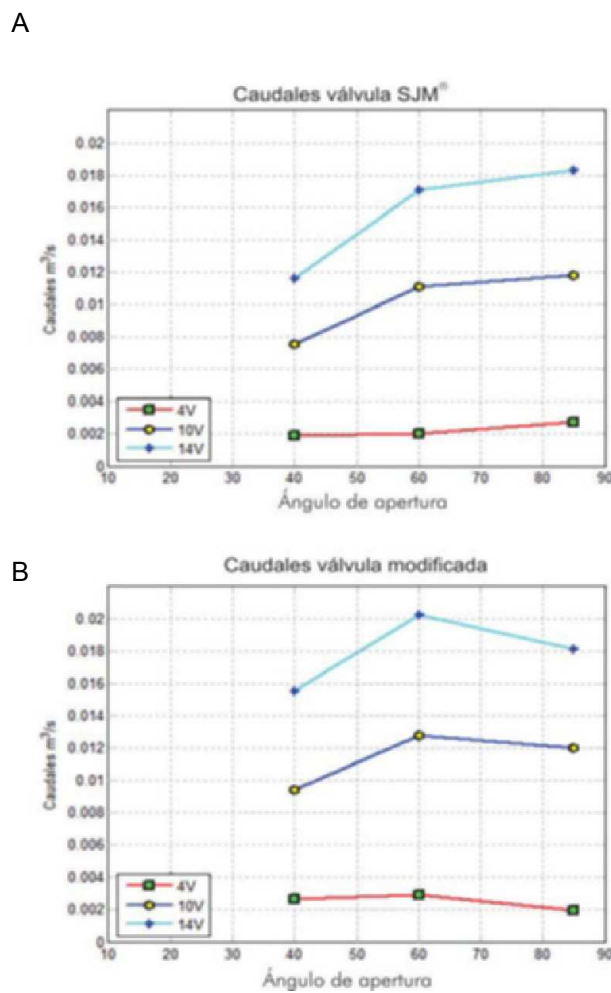 A
Caudales válvula SJM®
Caudales m³/s
0.02
0.018
0.016
0.014
0.012
0.01
0.008
0.006
0.004
0.002
0
4V
10V
14V
10 20 30 40 50 60 70 80 90
Ángulo de apertura
B
Caudales válvula modificada
Caudales m³/s
0.02
0.018
0.016
0.014
0.012
0.01
0.008
0.006
0.004
0.002
0
4V
10V
14V
10 20 30 40 50 60 70 80 90
Ángulo de apertura